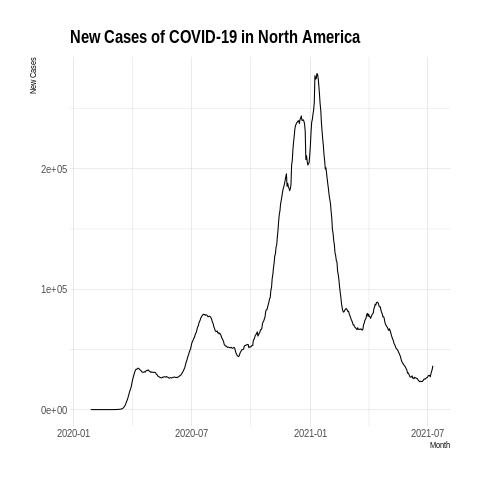 New Cases of COVID-19 in North America
New Cases
2e+05
1e+05
0e+00
2020-01 2020-07 2021-01 2021-07
Month